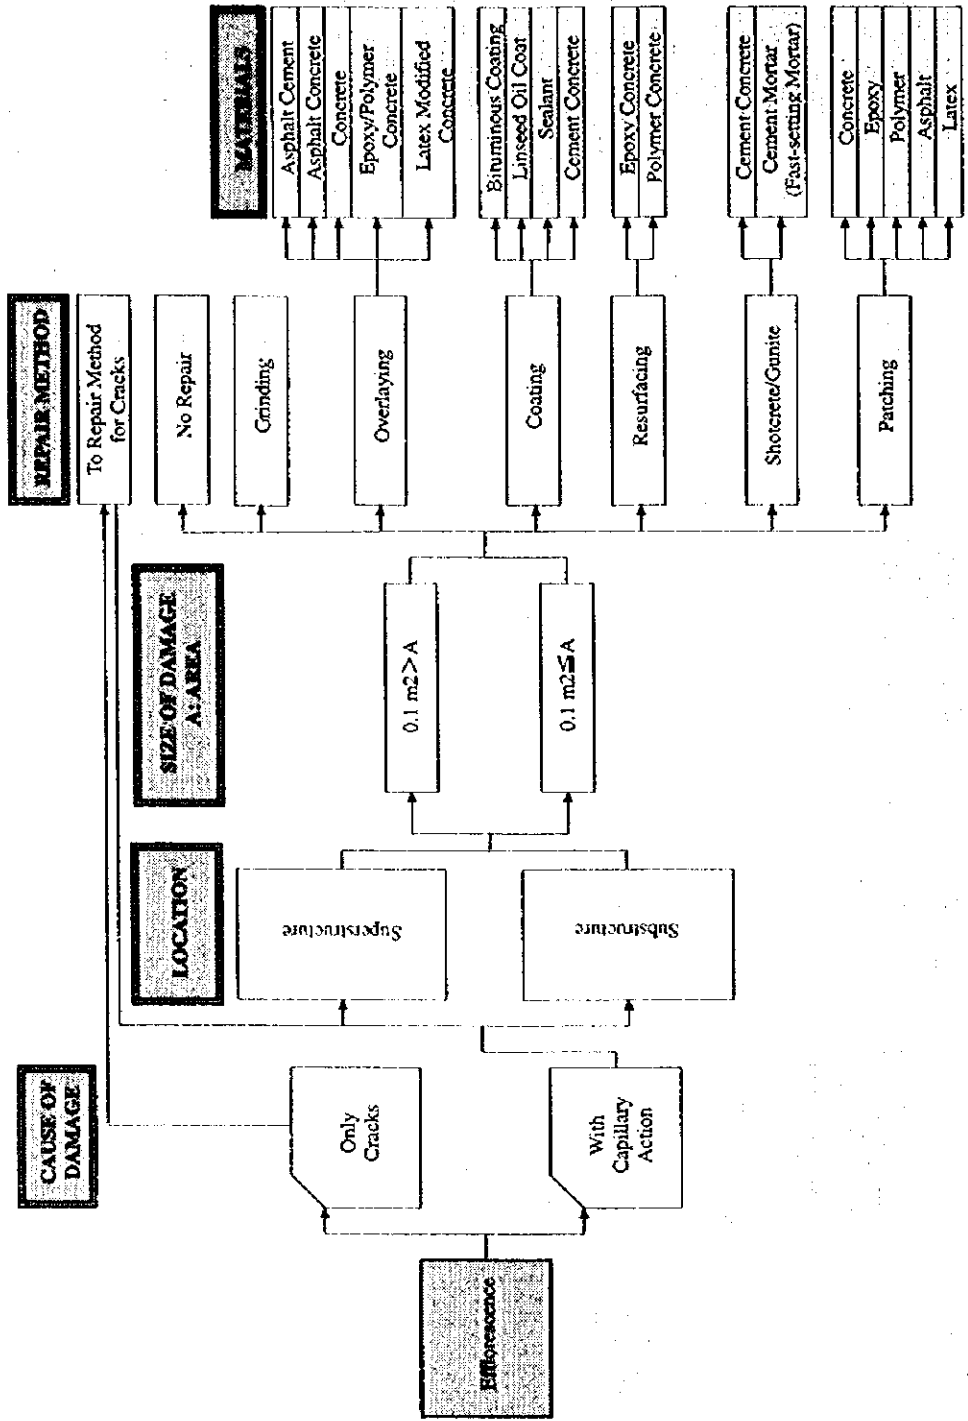 CAUSE OF
DAMAGE
LOCATION
SIZE OF DAMAGE
A: AREA
REPAIR METHOD
MATERIALS
Efflorescence
Only
Cracks
With
Capillary
Action
Superstructure
Substructure
0.1 m2>A
0.1 m2≦A
To Repair Method
for Cracks
No Repair
Grinding
Overlaying
Coating
Resurfacing
Shotcrete/Gunite
Patching
Asphalt Cement
Asphalt Concrete
Concrete
Epoxy/Polymer
Concrete
Latex Modified
Concrete
Bituminous Coating
Linseed Oil Coat
Sealant
Cement Concrete
Epoxy Concrete
Polymer Concrete
Cement Concrete
Cement Mortar
(Fast-setting Mortar)
Concrete
Epoxy
Polymer
Asphalt
Latex